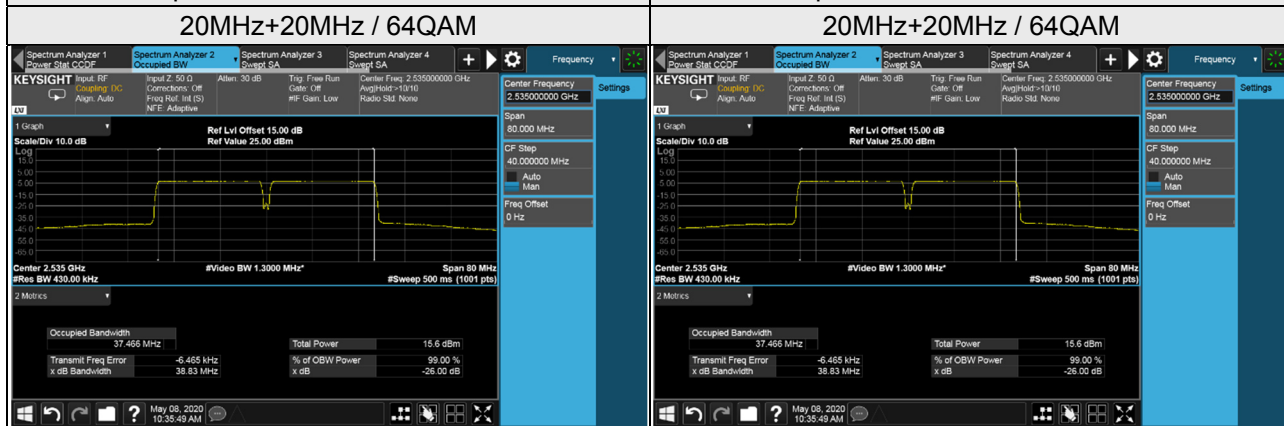 20MHz+20MHz / 64QAM
Spectrum Analyzer 1
Power Stat CCDF
Spectrum Analyzer 2
Occupied BW
Spectrum Analyzer 3
Swept SA
Spectrum Analyzer 4
Swept SA
+
Frequency
KEYSIGHT
LXI
Input: RF
Coupling: DC
Align: Auto
Input Z: 50 Ω
Corrections: Off
Freq Ref: Int (S)
NFE: Adaptive
Atten: 30 dB
Trig: Free Run
Gate: Off
#IF Gain: Low
Center Freq: 2.535000000 GHz
Avg|Hold:>10/10
Radio Std: None
Center Frequency
2.535000000 GHz
Settings
Span
80.000 MHz
CF Step
40.000000 MHz
Auto
Man
Freq Offset
0 Hz
1 Graph
Scale/Div 10.0 dB
Ref Lvl Offset 15.00 dB
Ref Value 25.00 dBm
Log
15.0
5.00
-5.00
-15.0
-25.0
-35.0
-45.0
-55.0
-65.0
Center 2.535 GHz
#Video BW 1.3000 MHz*
Span 80 MHz
#Res BW 430.00 kHz
#Sweep 500 ms (1001 pts)
2 Metrics
Occupied Bandwidth
37.466 MHz
Total Power 15.6 dBm
Transmit Freq Error -6.465 kHz
% of OBW Power 99.00 %
x dB Bandwidth 38.83 MHz
x dB -26.00 dB
?
May 08, 2020
10:35:49 AM
20MHz+20MHz / 64QAM
Spectrum Analyzer 1
Power Stat CCDF
Spectrum Analyzer 2
Occupied BW
Spectrum Analyzer 3
Swept SA
Spectrum Analyzer 4
Swept SA
+
Frequency
KEYSIGHT
LXI
Input: RF
Coupling: DC
Align: Auto
Input Z: 50 Ω
Corrections: Off
Freq Ref: Int (S)
NFE: Adaptive
Atten: 30 dB
Trig: Free Run
Gate: Off
#IF Gain: Low
Center Freq: 2.535000000 GHz
Avg|Hold:>10/10
Radio Std: None
Center Frequency
2.535000000 GHz
Settings
Span
80.000 MHz
CF Step
40.000000 MHz
Auto
Man
Freq Offset
0 Hz
1 Graph
Scale/Div 10.0 dB
Ref Lvl Offset 15.00 dB
Ref Value 25.00 dBm
Log
15.0
5.00
-5.00
-15.0
-25.0
-35.0
-45.0
-55.0
-65.0
Center 2.535 GHz
#Video BW 1.3000 MHz*
Span 80 MHz
#Res BW 430.00 kHz
#Sweep 500 ms (1001 pts)
2 Metrics
Occupied Bandwidth
37.466 MHz
Total Power 15.6 dBm
Transmit Freq Error -6.465 kHz
% of OBW Power 99.00 %
x dB Bandwidth 38.83 MHz
x dB -26.00 dB
?
May 08, 2020
10:35:49 AM